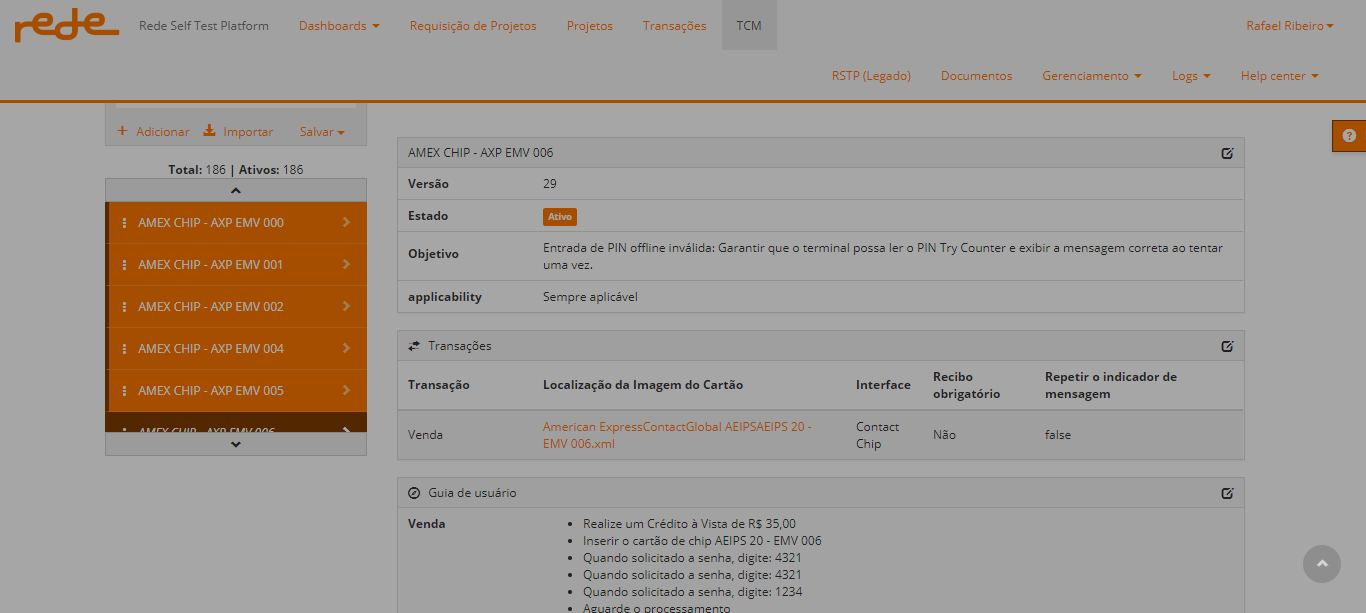 rede Rede Self Test Platform Dashboards Requisição de Projetos Projetos Transações TCM Rafael Ribeiro
RSTP (Legado) Documentos Gerenciamento Logs Help center
+ Adicionar Importar Salvar
Total: 186 | Ativos: 186
AMEX CHIP - AXP EMV 000
AMEX CHIP - AXP EMV 001
AMEX CHIP - AXP EMV 002
AMEX CHIP - AXP EMV 004
AMEX CHIP - AXP EMV 005
AMEX CHIP - AXP EMV 006
AMEX CHIP - AXP EMV 006
Versão 29
Estado Ativo
Objetivo Entrada de PIN offline inválida: Garantir que o terminal possa ler o PIN Try Counter e exibir a mensagem correta ao tentar
uma vez.
applicability Sempre aplicável
Transações
Transação Localização da Imagem do Cartão Interface Recibo
obrigatório Repetir o indicador de
mensagem
Venda American ExpressContactGlobal AEIPSAEIPS 20 -
EMV 006.xml Contact
Chip Não false
Guia de usuário
Venda
• Realize um Crédito à Vista de R$ 35,00
• Inserir o cartão de chip AEIPS 20 - EMV 006
• Quando solicitado a senha, digite: 4321
• Quando solicitado a senha, digite: 4321
• Quando solicitado a senha, digite: 1234
• Aguarde o processamento